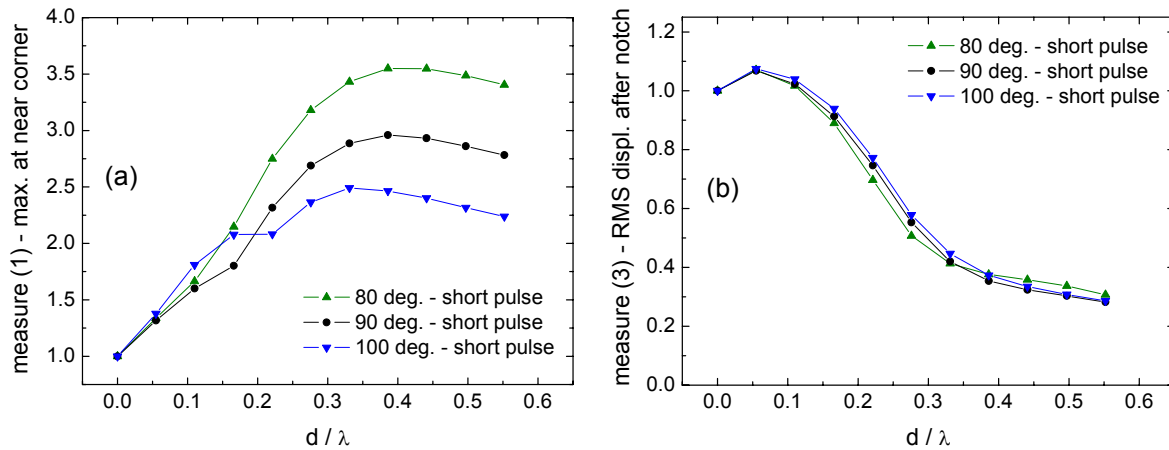 measure (1) - max. at near corner
4.0
3.5
3.0
2.5
2.0
1.5
1.0
(a)
80 deg. - short pulse
90 deg. - short pulse
100 deg. - short pulse
0.0 0.1 0.2 0.3 0.4 0.5 0.6
d / λ
measure (3) - RMS displ. after notch
1.2
1.0
0.8
0.6
0.4
0.2
0.0
80 deg. - short pulse
90 deg. - short pulse
100 deg. - short pulse
(b)
0.0 0.1 0.2 0.3 0.4 0.5 0.6
d / λ